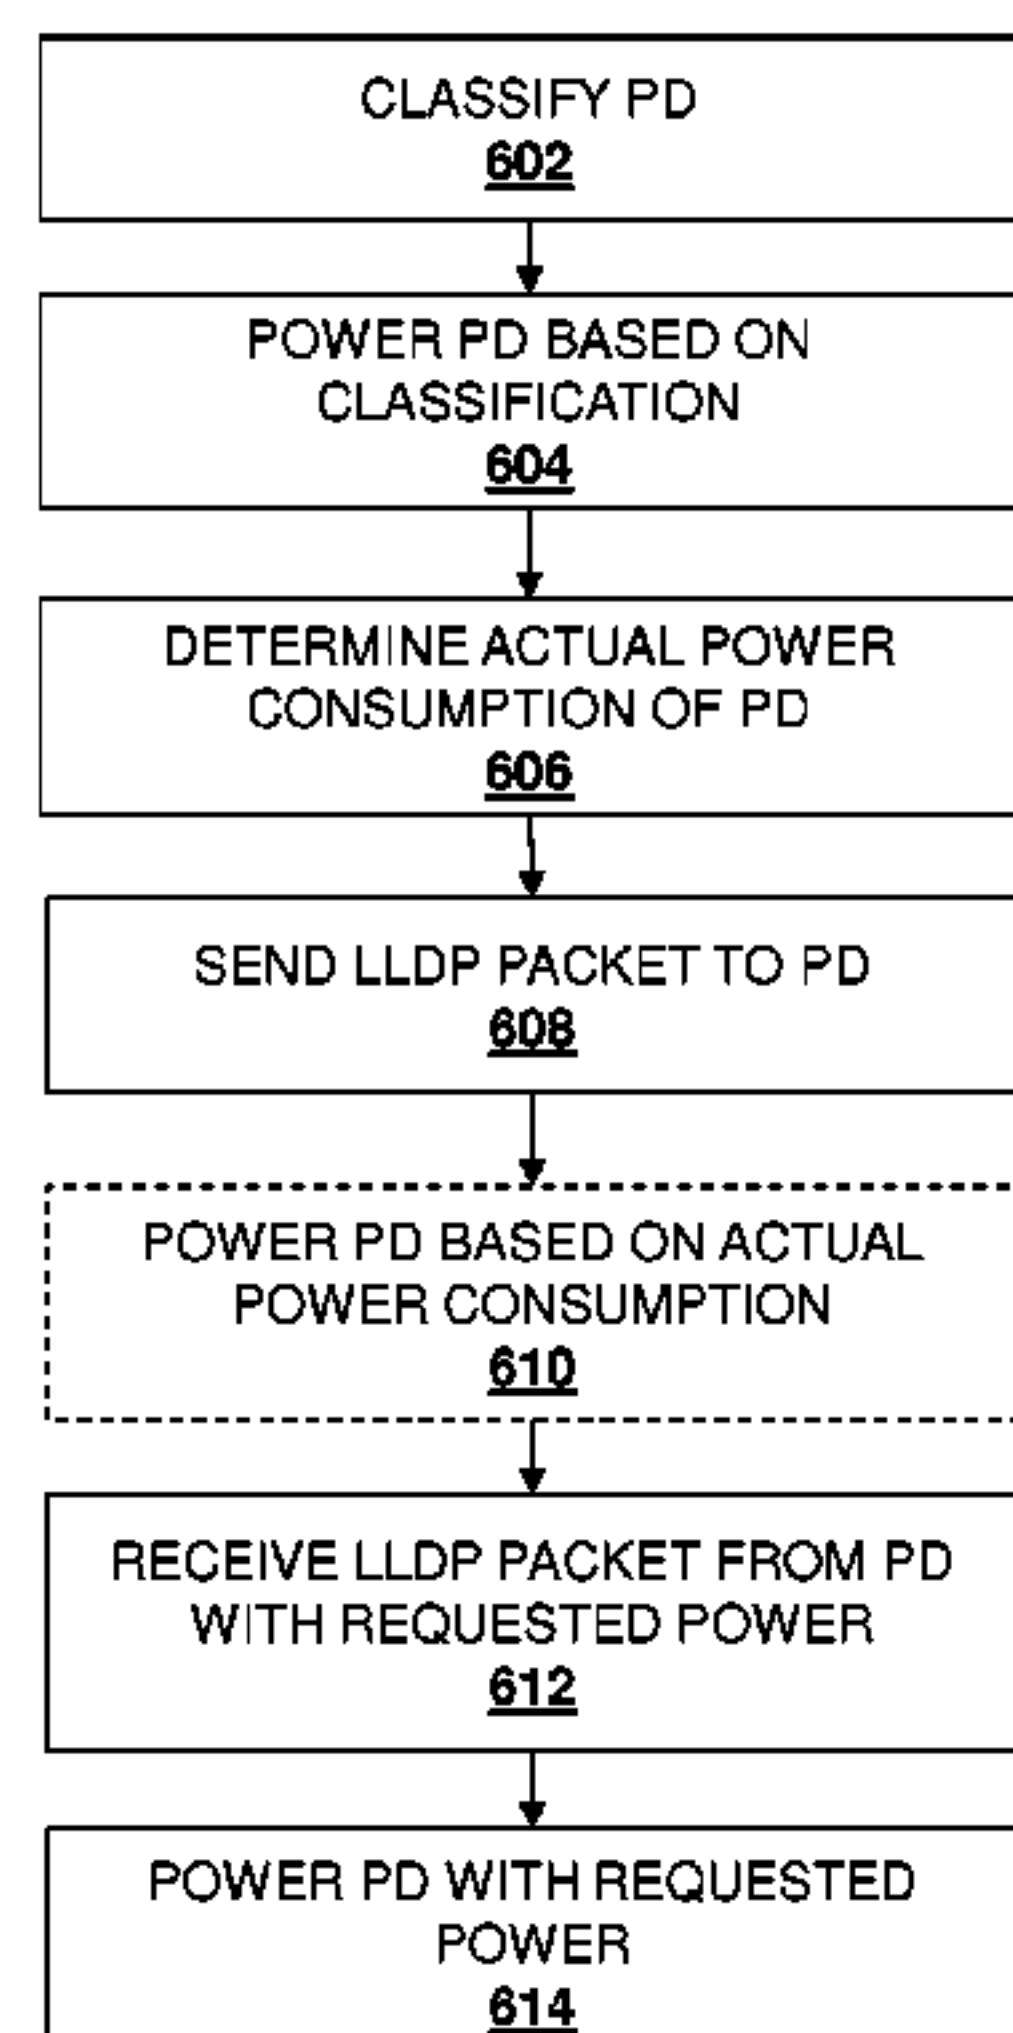 CLASSIFY PD
602
POWER PD BASED ON
CLASSIFICATION
604
DETERMINE ACTUAL POWER
CONSUMPTION OF PD
606
SEND LLDP PACKET TO PD
608
POWER PD BASED ON ACTUAL
POWER CONSUMPTION
610
RECEIVE LLDP PACKET FROM PD
WITH REQUESTED POWER
612
POWER PD WITH REQUESTED
POWER
614